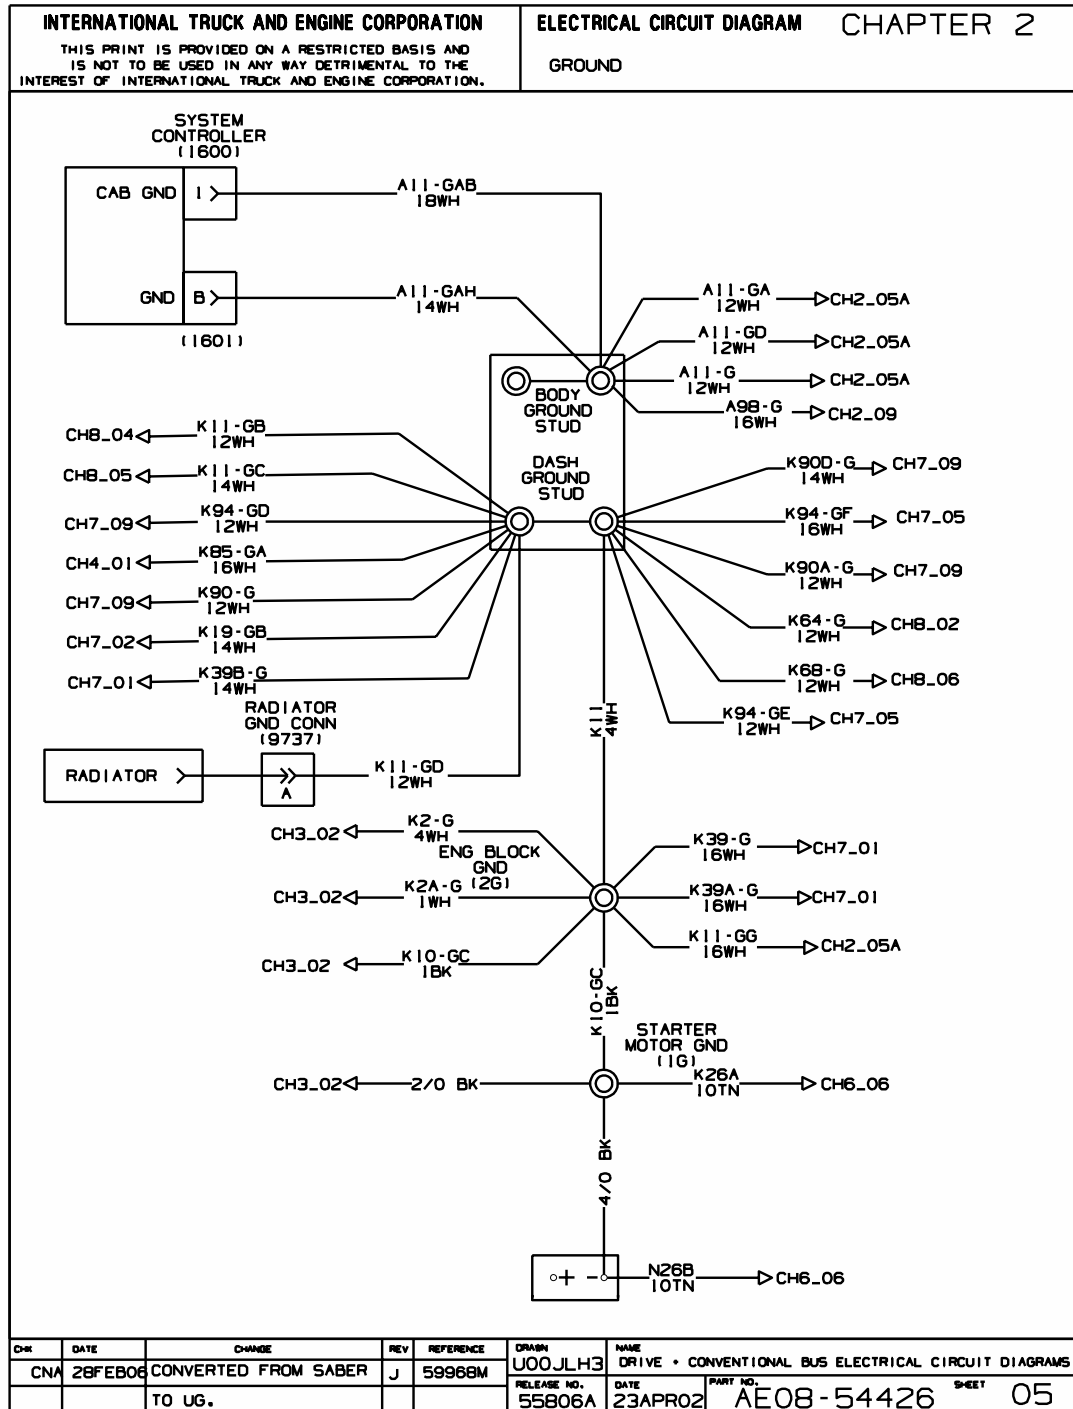 INTERNATIONAL TRUCK AND ENGINE CORPORATION
THIS PRINT IS PROVIDED ON A RESTRICTED BASIS AND
IS NOT TO BE USED IN ANY WAY DETRIMENTAL TO THE
INTEREST OF INTERNATIONAL TRUCK AND ENGINE CORPORATION.
ELECTRICAL CIRCUIT DIAGRAM CHAPTER 2
GROUND
SYSTEM
CONTROLLER
(1600)
CAB GND 1
A11-GAB
18WH
GND B
(1601)
A11-GAH
14WH
A11-GA
12WH
CH2_05A
A11-GD
12WH
CH2_05A
A11-G
12WH
CH2_05A
A98-G
16WH
CH2_09
BODY
GROUND
STUD
DASH
GROUND
STUD
CH8_04
K11-GB
12WH
CH8_05
K11-GC
14WH
CH7_09
K94-GD
12WH
CH4_01
K85-GA
16WH
CH7_09
K90-G
12WH
CH7_02
K19-GB
14WH
CH7_01
K39B-G
14WH
K90D-G
14WH
CH7_09
K94-GF
16WH
CH7_05
K90A-G
12WH
CH7_09
K64-G
12WH
CH8_02
K68-G
12WH
CH8_06
K94-GE
12WH
CH7_05
K11
4WH
RADIATOR
GND CONN
(9737)
RADIATOR
A
K11-GD
12WH
CH3_02
K2-G
4WH
ENG BLOCK
GND
(2G)
CH3_02
K2A-G
1WH
CH3_02
K10-GC
1BK
K39-G
16WH
CH7_01
K39A-G
16WH
CH7_01
K11-GG
16WH
CH2_05A
K10-GC
1BK
STARTER
MOTOR GND
(1G)
CH3_02
2/0 BK
K26A
10TN
CH6_06
4/0 BK
+ -
N26B
10TN
CH6_06
CHK DATE CHANGE REV REFERENCE
CNA 28FEB06 CONVERTED FROM SABER J 59968M
TO UG.
DRAWN
U00JLH3
NAME
DRIVE • CONVENTIONAL BUS ELECTRICAL CIRCUIT DIAGRAMS
RELEASE NO.
55806A
DATE
23APR02
PART NO.
AE08-54426
SHEET
05